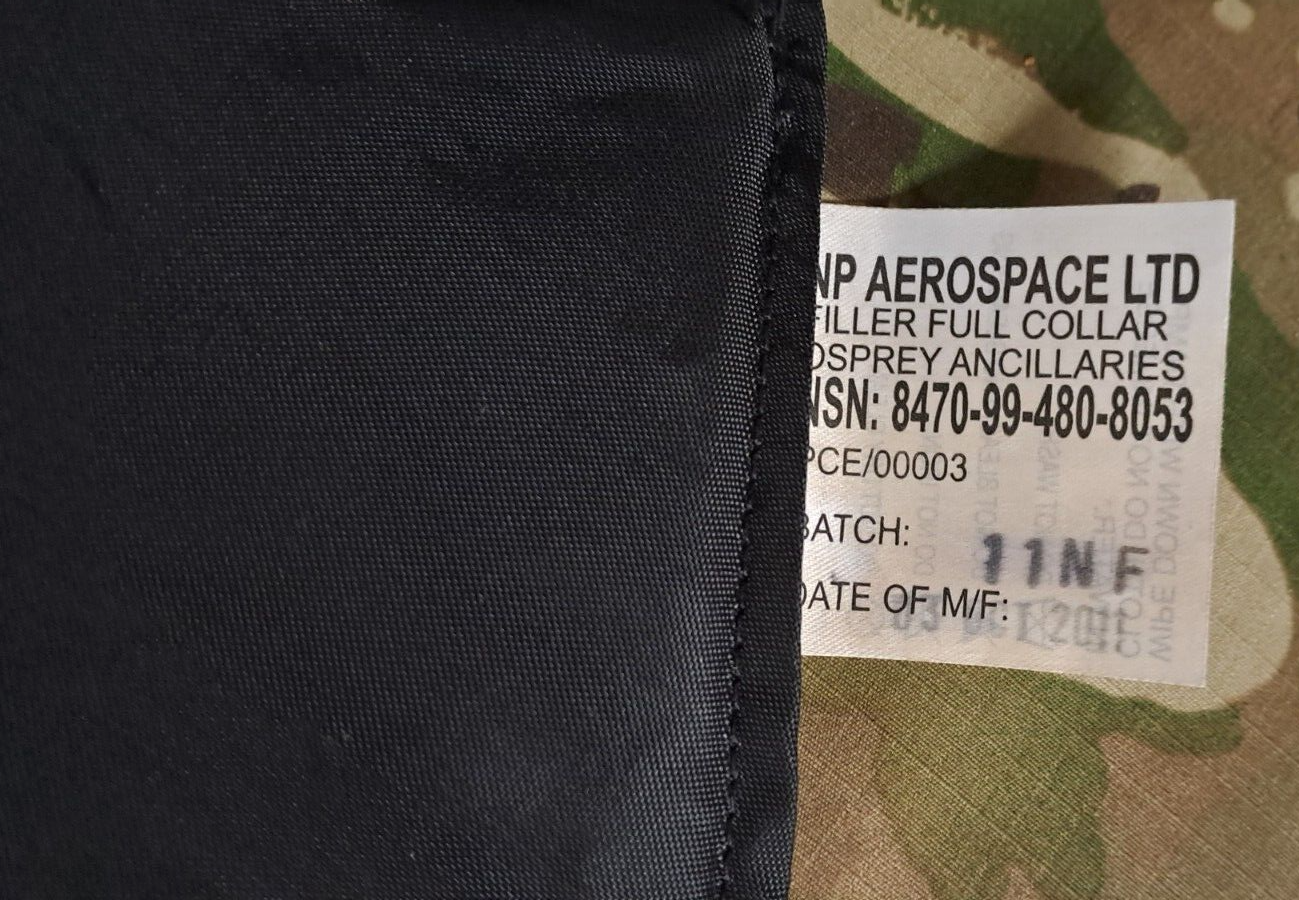 NP AEROSPACE LTD
FILLER FULL COLLAR
OSPREY ANCILLARIES
NSN: 8470-99-480-8053
PCE/00003
BATCH: 11NF
DATE OF M/F: OCT